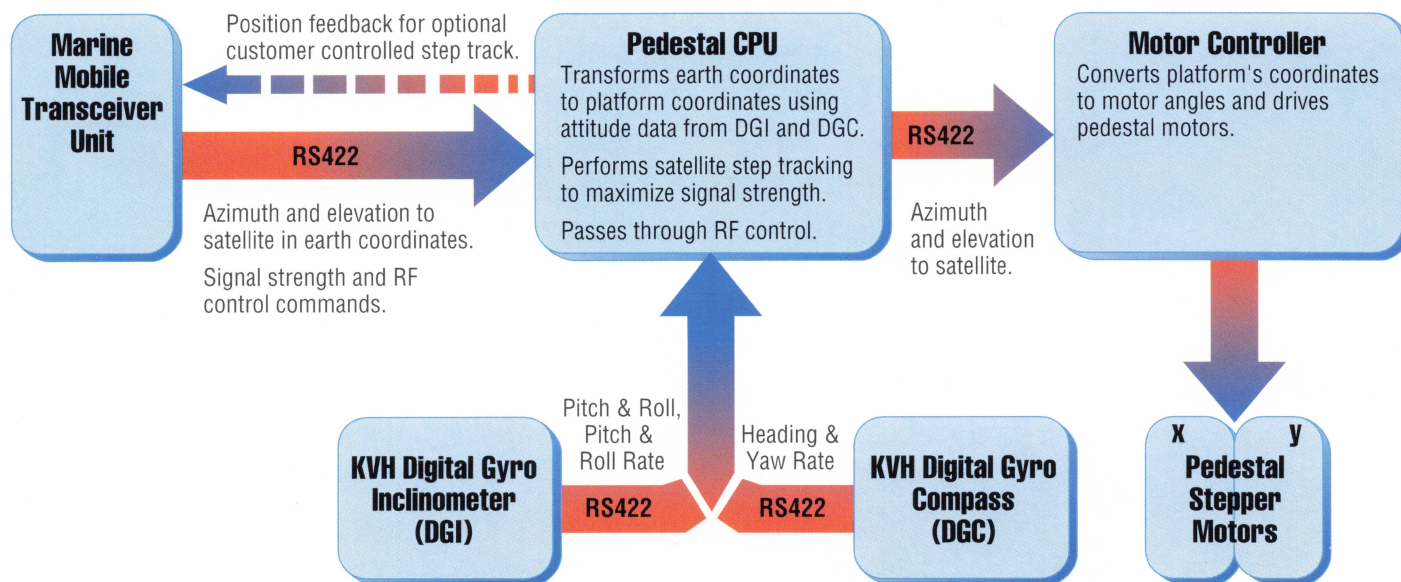 Marine
Mobile
Transceiver
Unit
Position feedback for optional
customer controlled step track.
RS422
Azimuth and elevation to
satellite in earth coordinates.
Signal strength and RF
control commands.
Pedestal CPU
Transforms earth coordinates
to platform coordinates using
attitude data from DGI and DGC.
Performs satellite step tracking
to maximize signal strength.
Passes through RF control.
RS422
Azimuth
and elevation
to satellite.
Motor Controller
Converts platform's coordinates
to motor angles and drives
pedestal motors.
KVH Digital Gyro
Inclinometer
(DGI)
Pitch & Roll,
Pitch &
Roll Rate
RS422
Heading &
Yaw Rate
RS422
KVH Digital Gyro
Compass
(DGC)
x y
Pedestal
Stepper
Motors